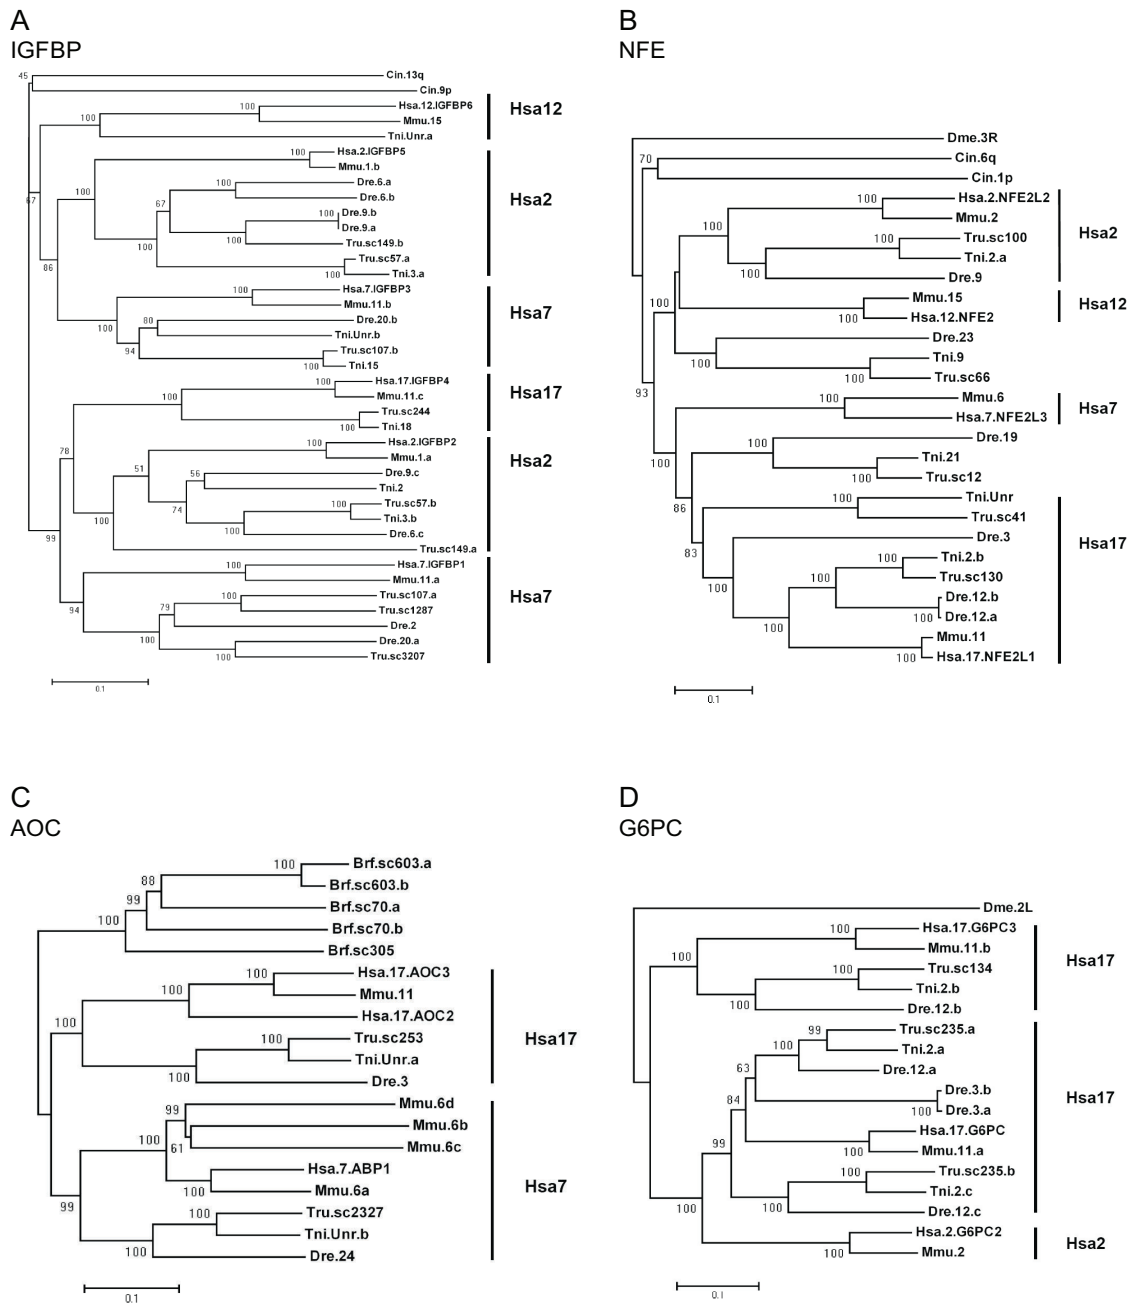 A
IGFBP
45
Cin.13q
Cin.9p
100
Hsa.12.IGFBP6
Mmu.15
100
Tni.Unr.a
Hsa12
67
100
Hsa.2.IGFBP5
Mmu.1.b
100
100
Dre.6.a
Dre.6.b
67
100
Dre.9.b
Dre.9.a
100
Tru.sc149.b
100
Tru.sc57.a
100
Tni.3.a
Hsa2
86
100
Hsa.7.IGFBP3
Mmu.11.b
100
80
Dre.20.b
Tni.Unr.b
94
Tru.sc107.b
100
Tni.15
Hsa7
100
Hsa.17.IGFBP4
Mmu.11.c
100
Tru.sc244
100
Tni.18
Hsa17
78
100
Hsa.2.IGFBP2
Mmu.1.a
51
56
Dre.9.c
Tni.2
74
100
Tru.sc57.b
Tni.3.b
100
Dre.6.c
100
Tru.sc149.a
Hsa2
99
100
Hsa.7.IGFBP1
Mmu.11.a
94
100
Tru.sc107.a
Tru.sc1287
79
Dre.2
100
Dre.20.a
100
Tru.sc3207
Hsa7
0.1
B
NFE
Dme.3R
70
Cin.6q
Cin.1p
100
Hsa.2.NFE2L2
Mmu.2
100
100
Tru.sc100
Tni.2.a
100
Dre.9
Hsa2
100
Mmu.15
100
Hsa.12.NFE2
Hsa12
Dre.23
100
Tni.9
100
Tru.sc66
93
100
Mmu.6
Hsa.7.NFE2L3
Hsa7
100
100
Dre.19
Tni.21
100
Tru.sc12
86
100
Tni.Unr
Tru.sc41
83
Dre.3
100
100
Tni.2.b
Tru.sc130
100
Dre.12.b
100
Dre.12.a
100
Mmu.11
100
Hsa.17.NFE2L1
Hsa17
0.1
C
AOC
100
Brf.sc603.a
Brf.sc603.b
88
Brf.sc70.a
99
Brf.sc70.b
100
Brf.sc305
100
Hsa.17.AOC3
Mmu.11
100
Hsa.17.AOC2
100
100
Tru.sc253
Tni.Unr.a
100
Dre.3
Hsa17
99
Mmu.6d
Mmu.6b
61
Mmu.6c
100
Hsa.7.ABP1
100
Mmu.6a
99
100
Tru.sc2327
Tni.Unr.b
100
Dre.24
Hsa7
0.1
D
G6PC
Dme.2L
100
Hsa.17.G6PC3
Mmu.11.b
100
100
Tru.sc134
Tni.2.b
100
Dre.12.b
Hsa17
99
Tru.sc235.a
Tni.2.a
100
Dre.12.a
63
Dre.3.b
100
Dre.3.a
84
Hsa.17.G6PC
100
Mmu.11.a
99
100
Tru.sc235.b
Tni.2.c
100
Dre.12.c
Hsa17
100
Hsa.2.G6PC2
100
Mmu.2
Hsa2
0.1